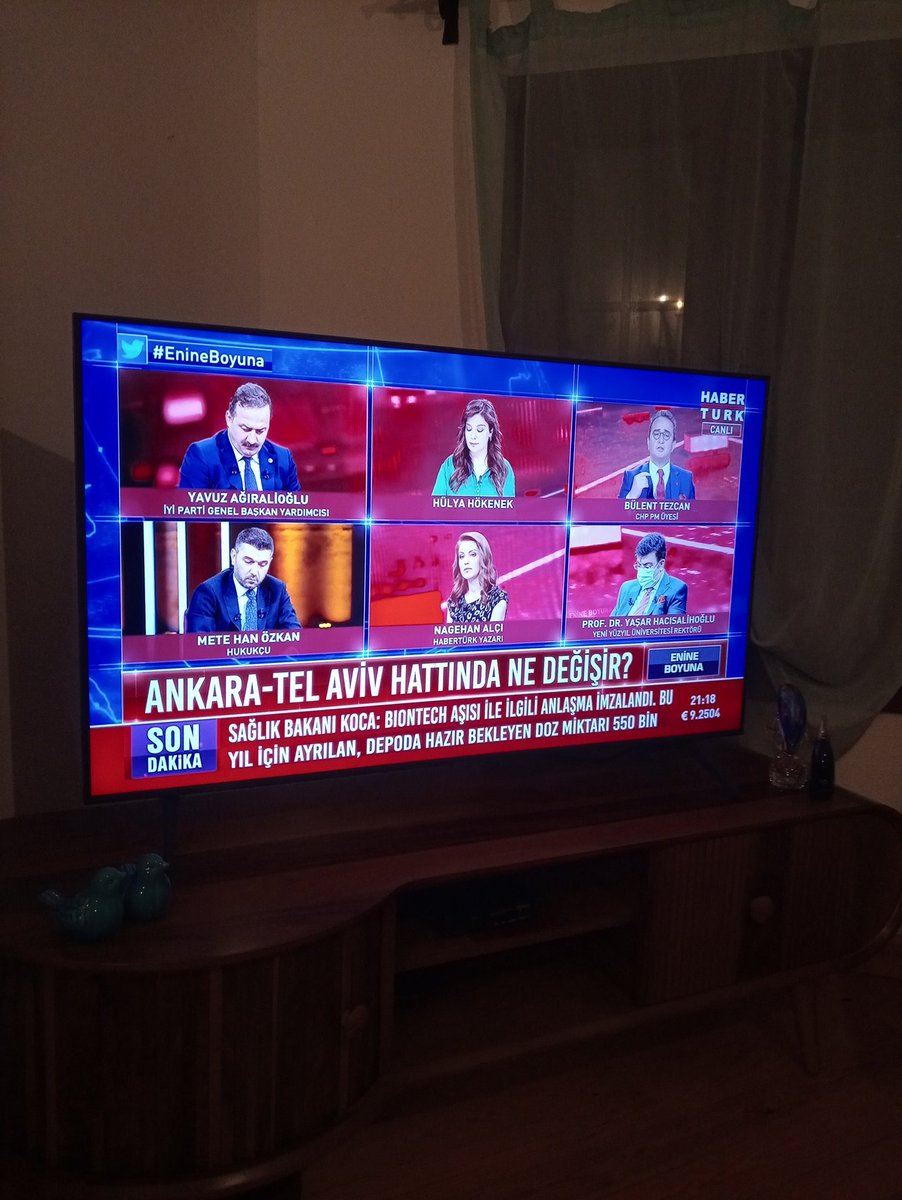 #EnineBoyuna
HABER
TURK
CANLI
YAVUZ AĞIRALİOĞLU
İYİ PARTİ GENEL BAŞKAN YARDIMCISI
HÜLYA HÖKENEK
BÜLENT TEZCAN
CHP PM ÜYESİ
METE HAN ÖZKAN
HUKUKÇU
NAGEHAN ALÇI
HABERTÜRK YAZARI
ENINE BOYUNA
PROF. DR. YAŞAR HACISALİHOĞLU
YENİ YÜZYIL ÜNİVERSİTESİ REKTÖRÜ
ANKARA-TEL AVİV HATTINDA NE DEĞİŞİR?
ENİNE
BOYUNA
SON
DAKİKA
SAĞLIK BAKANI KOCA: BIONTECH AŞISI İLE İLGİLİ ANLAŞMA İMZALANDI. BU
YIL İÇİN AYRILAN, DEPODA HAZIR BEKLEYEN DOZ MİKTARI 550 BİN
21:18
€ 9.2504